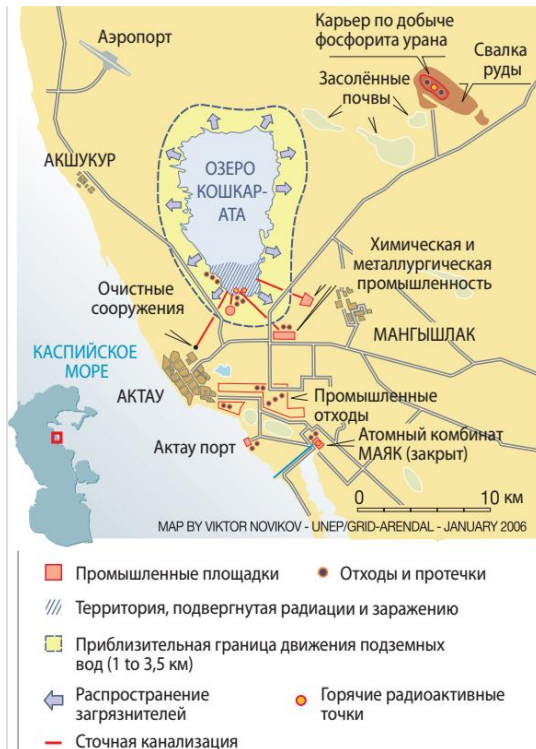 Аэропорт
Карьер по добыче
фосфорита урана
Свалка
руды
Засолённые
почвы
АКШУКУР
ОЗЕРО
КОШКАР-
АТА
Химическая и
металлургическая
промышленность
Очистные
сооружения
МАНГЫШЛАК
КАСПИЙСКОЕ
МОРЕ
АКТАУ
Промышленные
отходы
Актау порт
Атомный комбинат
МАЯК (закрыт)
0 10 км
MAP BY VIKTOR NOVIKOV - UNEP/GRID-ARENDAL - JANUARY 2006
Промышленные площадки
Отходы и протечки
Территория, подвергнутая радиации и заражению
Приблизительная граница движения подземных
вод (1 to 3,5 км)
Распространение
загрязнителей
Горячие радиоактивные
точки
Сточная канализация